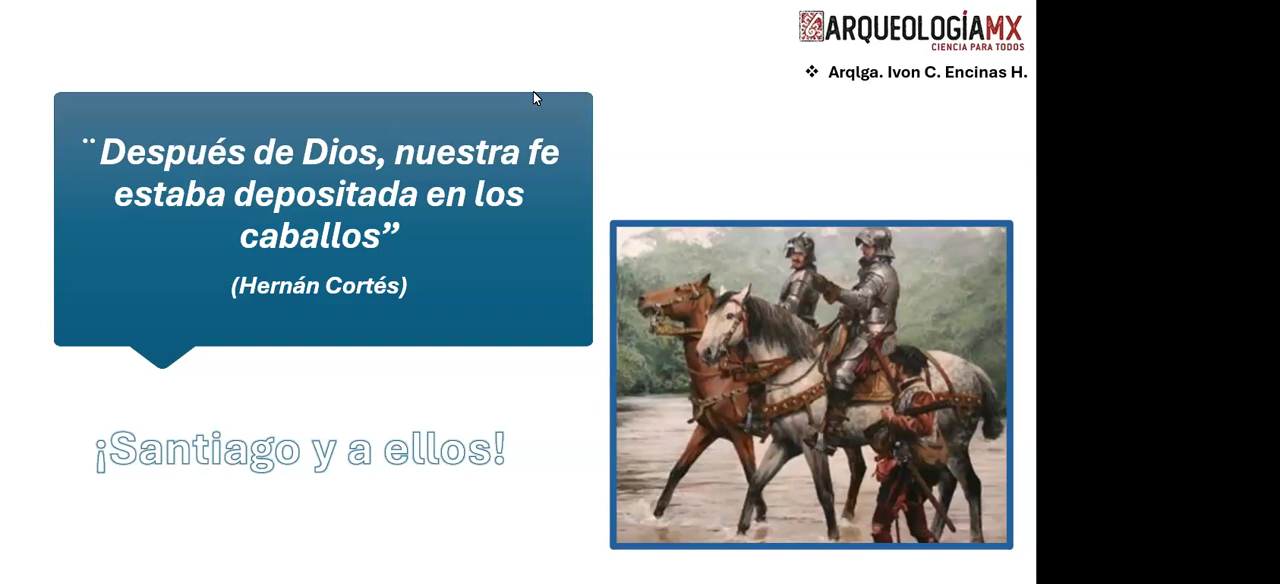 ARQUEOLOGÍAMX
CIENCIA PARA TODOS
❖ Arqlga. Ivon C. Encinas H.
¨Después de Dios, nuestra fe
estaba depositada en los
caballos”
(Hernán Cortés)
¡Santiago y a ellos!